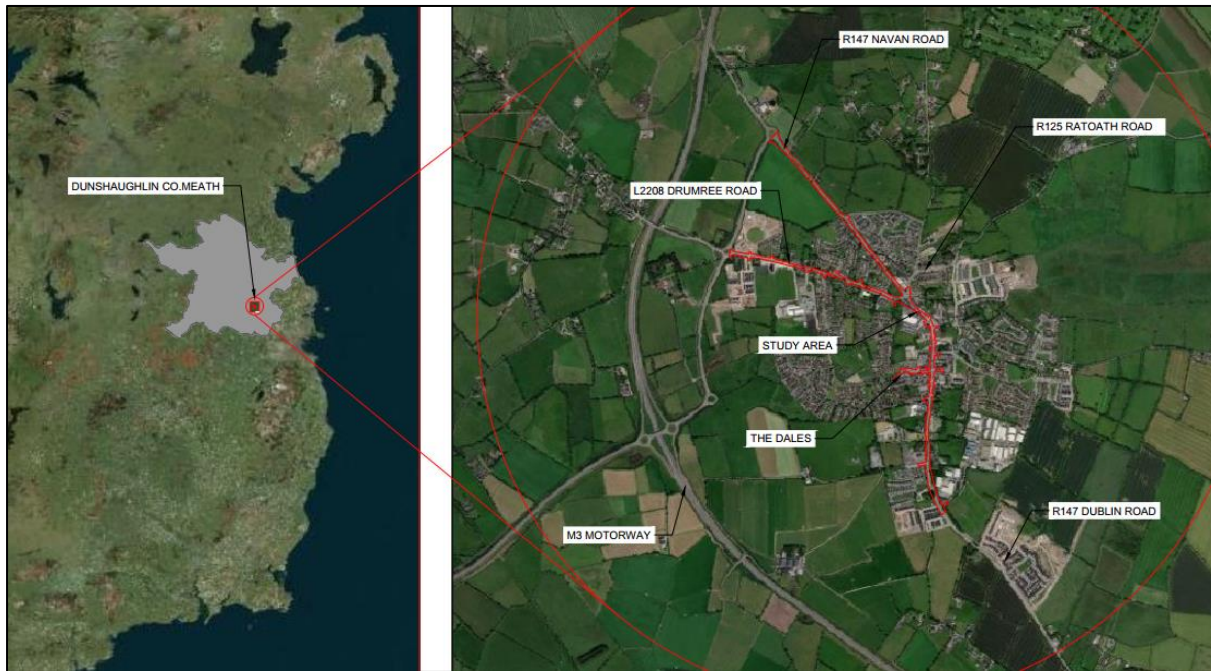 DUNSHAUGHLIN CO.MEATH
R147 NAVAN ROAD
R125 RATOATH ROAD
L2208 DRUMREE ROAD
STUDY AREA
THE DALES
M3 MOTORWAY
R147 DUBLIN ROAD